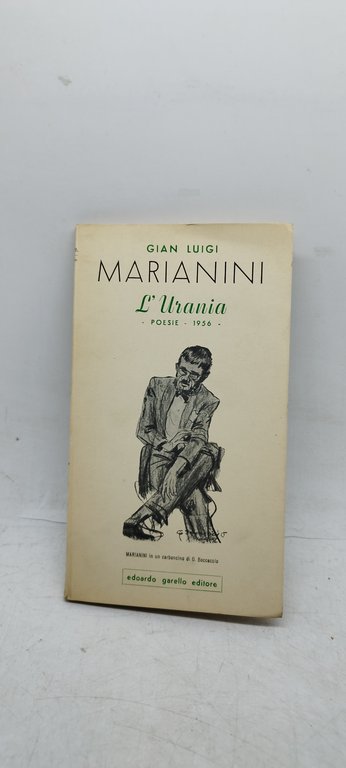 GIAN LUIGI
MARIANINI
L'Urania
- POESIE - 1956 -
MARIANINI in un carboncino di G. Boccaccio
edoardo garello editore